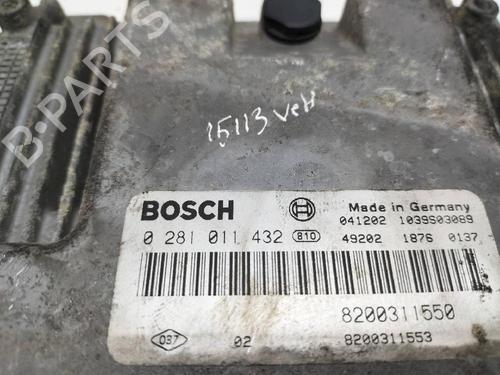 15113 VeH
BOSCH
Made in Germany
041202 1039S03089
0 281 011 432 810 49202 1876 0137
8200311550
037 02 8200311553
B-PARTS